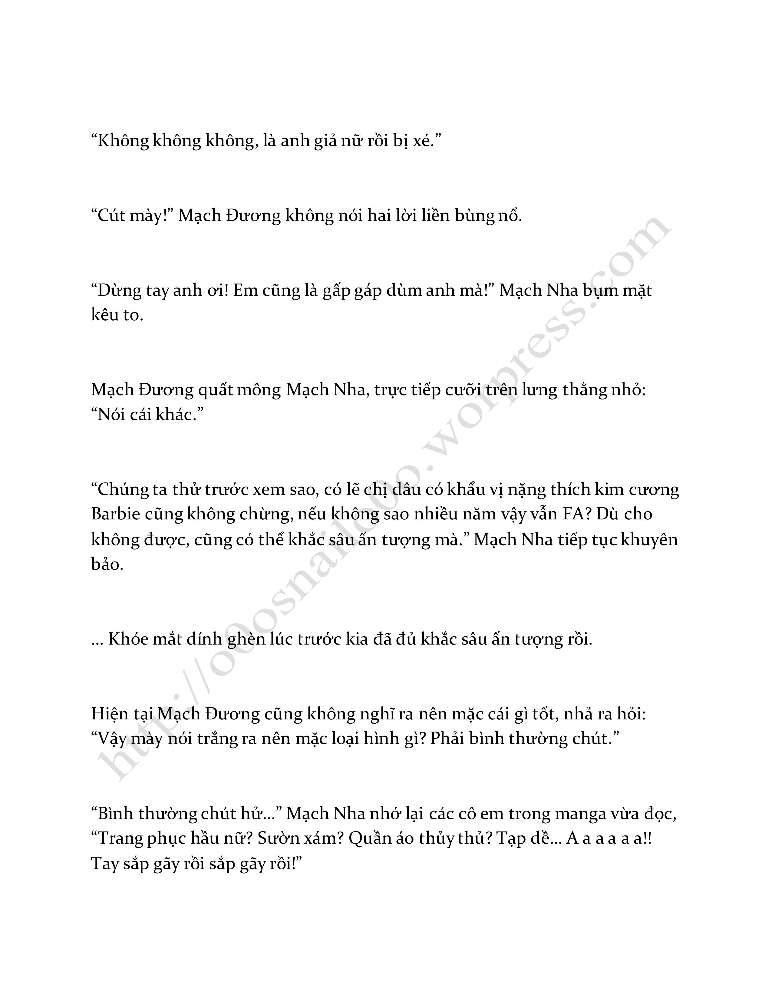 “Không không không, là anh giả nữ rồi bị xé.”
“Cút mày!” Mạch Đương không nói hai lời liền bùng nổ.
“Dừng tay anh ơi! Em cũng là gấp gáp dùm anh mà!” Mạch Nha bụm mặt
kêu to.
Mạch Đương quất mông Mạch Nha, trực tiếp cưỡi trên lưng thằng nhỏ:
“Nói cái khác.”
“Chúng ta thử trước xem sao, có lẽ chị dâu có khẩu vị nặng thích kim cương
Barbie cũng không chừng, nếu không sao nhiều năm vậy vẫn FA? Dù cho
không được, cũng có thể khắc sâu ấn tượng mà.” Mạch Nha tiếp tục khuyên
bảo.
... Khóe mắt dính ghèn lúc trước kia đã đủ khắc sâu ấn tượng rồi.
Hiện tại Mạch Đương cũng không nghĩ ra nên mặc cái gì tốt, nhả ra hỏi:
“Vậy mày nói trắng ra nên mặc loại hình gì? Phải bình thường chút.”
“Bình thường chút hử...” Mạch Nha nhớ lại các cô em trong manga vừa đọc,
“Trang phục hầu nữ? Sườn xám? Quần áo thủy thủ? Tạp dề... A a a a a a!!
Tay sắp gãy rồi sắp gãy rồi!”